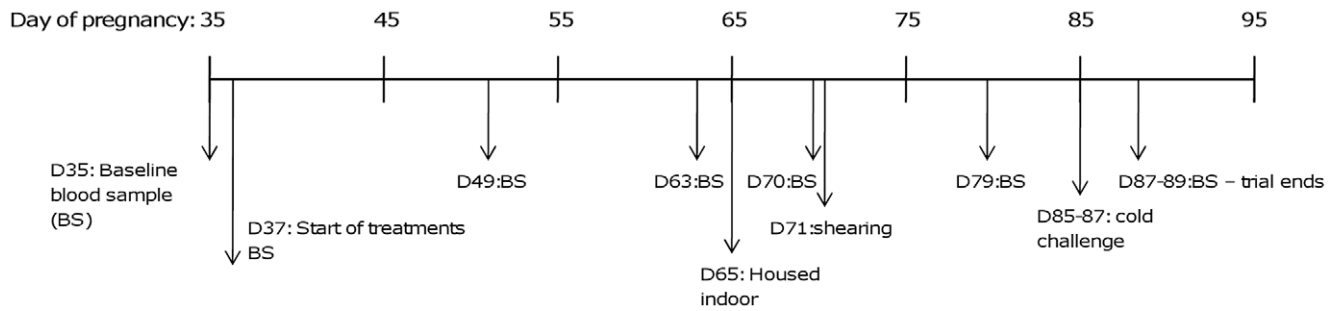 Day of pregnancy: 35 45 55 65 75 85 95
D35: Baseline
blood sample
(BS)
D37: Start of treatments
BS
D49:BS
D63:BS
D65: Housed
indoor
D70:BS
D71:shearing
D79:BS
D85-87: cold
challenge
D87-89:BS – trial ends